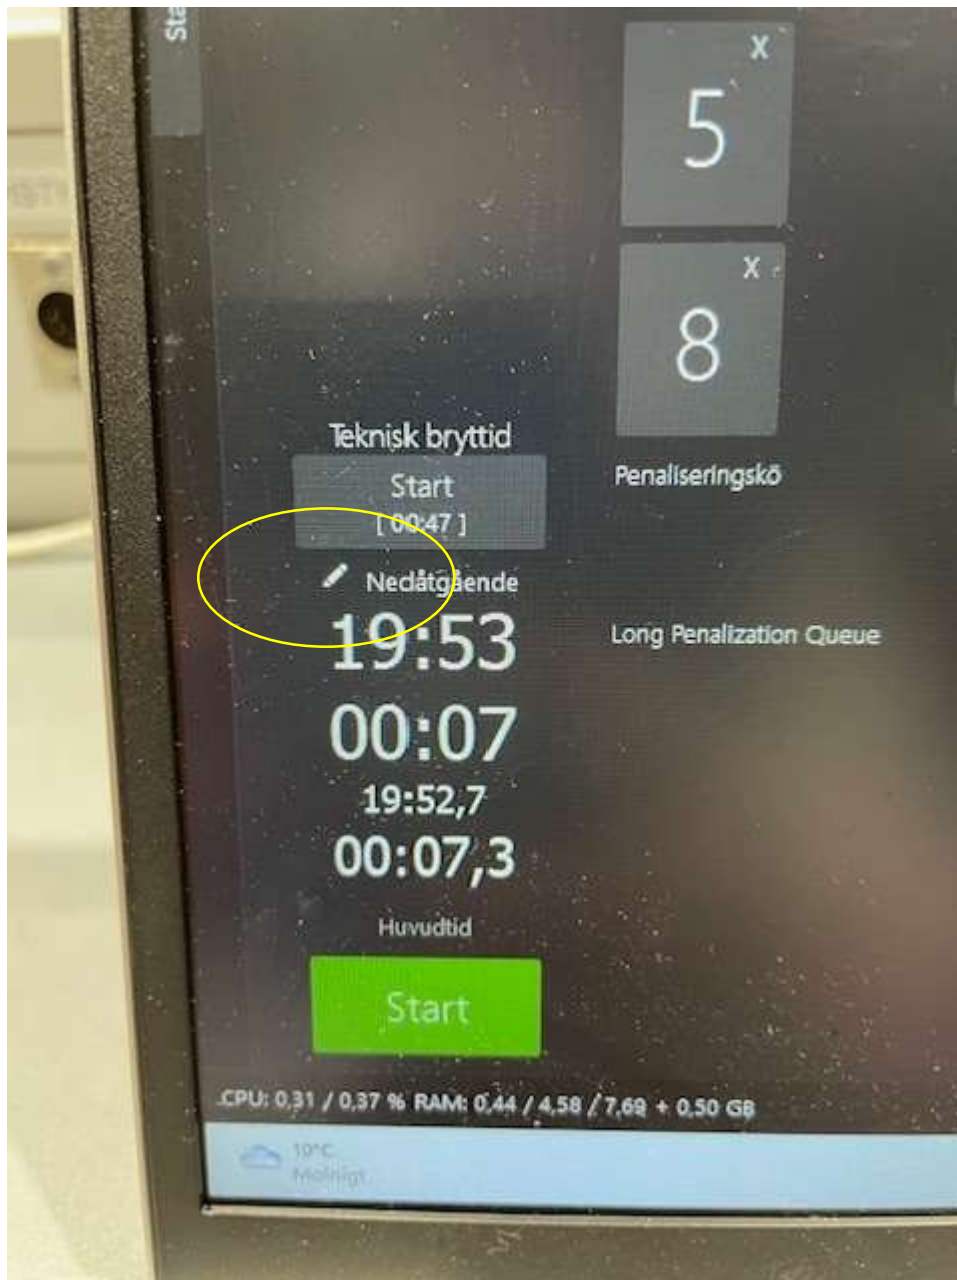 Sta
X
5
X
8
Teknisk bryttid
Start
[ 00:47 ]
Penaliseringskö
Nedåtgående
19:53
Long Penalization Queue
00:07
19:52,7
00:07,3
Huvudtid
Start
CPU: 0,31 / 0,37 % RAM: 0,44 / 4,58 / 7,69 + 0,50 GB
10°C
Molnigt